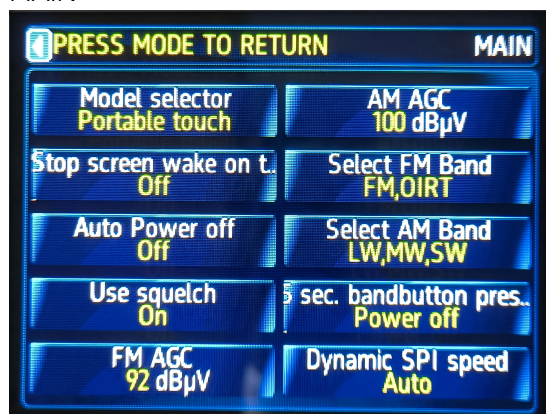 PRESS MODE TO RETURN
MAIN
Model selector
Portable touch
AM AGC
100 dBµV
Stop screen wake on t..
Off
Select FM Band
FM,OIRT
Auto Power off
Off
Select AM Band
LW,MW,SW
Use squelch
On
5 sec. bandbutton pres..
Power off
FM AGC
92 dBµV
Dynamic SPI speed
Auto